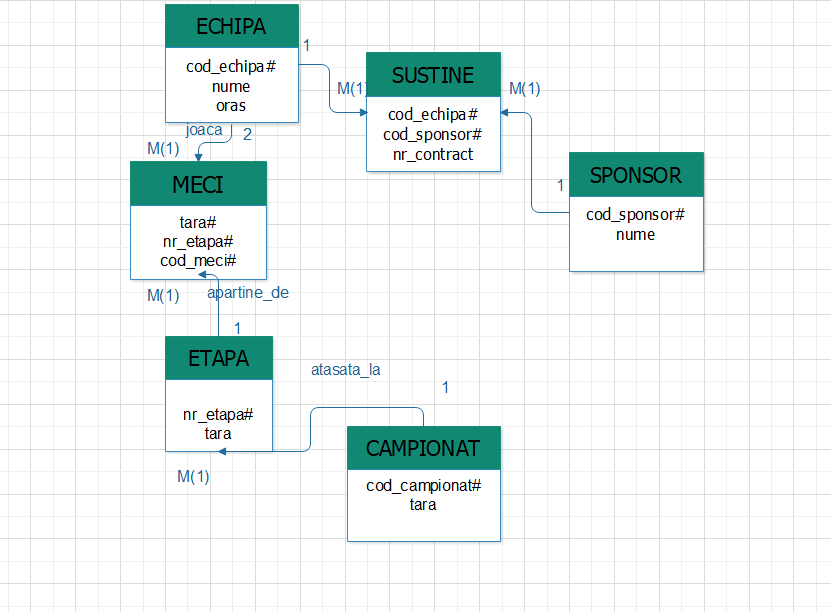 ECHIPA
cod_echipa#
nume
oras
1
M(1)
SUSTINE
cod_echipa#
cod_sponsor#
nr_contract
M(1)
1
SPONSOR
cod_sponsor#
nume
joaca
2
M(1)
MECI
tara#
nr_etapa#
cod_meci#
M(1)
apartine_de
1
ETAPA
nr_etapa#
tara
M(1)
atasata_la
1
CAMPIONAT
cod_campionat#
tara